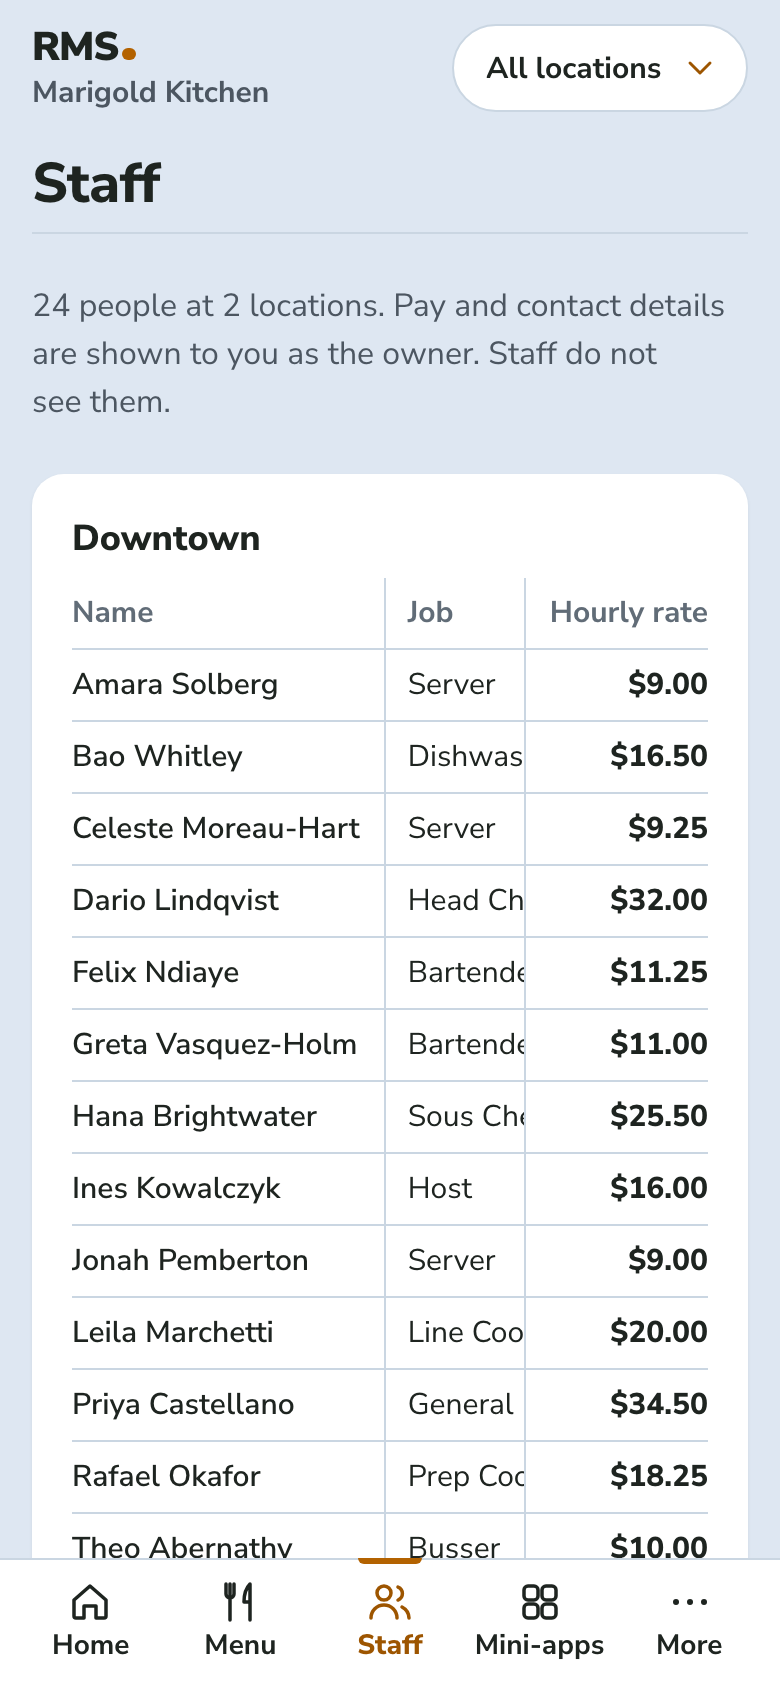 RMS.
Marigold Kitchen
All locations
Staff
24 people at 2 locations. Pay and contact details
are shown to you as the owner. Staff do not
see them.
Downtown
Name Job Hourly rate
Amara Solberg Server $9.00
Bao Whitley Dishwas $16.50
Celeste Moreau-Hart Server $9.25
Dario Lindqvist Head Ch $32.00
Felix Ndiaye Bartende $11.25
Greta Vasquez-Holm Bartende $11.00
Hana Brightwater Sous Che $25.50
Ines Kowalczyk Host $16.00
Jonah Pemberton Server $9.00
Leila Marchetti Line Coo $20.00
Priya Castellano General $34.50
Rafael Okafor Prep Coo $18.25
Theo Abernathy Busser $10.00
Home Menu Staff Mini-apps More